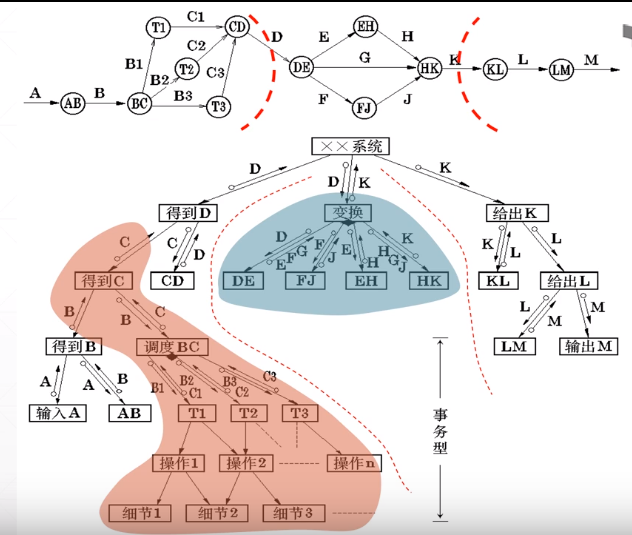 C1
T1 CD EH
D E H
C2
B1 T2 G K L M
DE HK KL LM
B2 C3
A B B3 F J
AB BC T3 FJ
××系统
D D K K
得到D 变换 给出K
C C D D E F G F J E H H G J K K L L
得到C CD DE FJ EH HK KL 给出L
B B C L M M
得到B 调度BC LM 输出M
A A B B1 B2 C1 B3 C2 C3
输入A AB T1 T2 T3
事务型
操作1 操作2 操作n
细节1 细节2 细节3